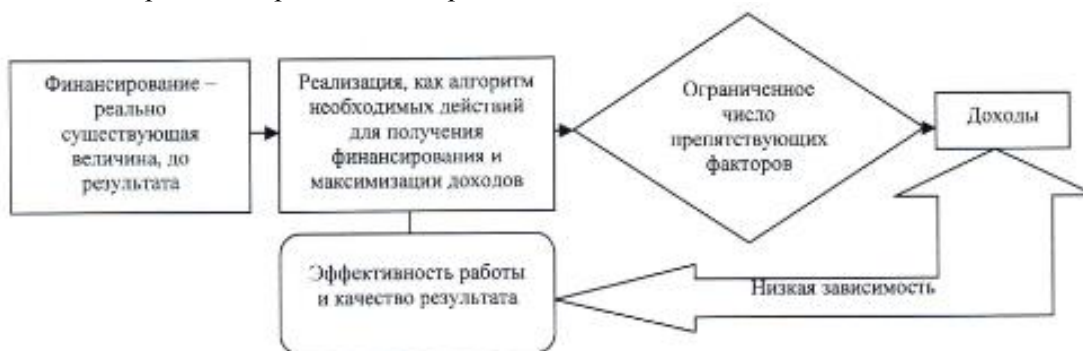 Финансирование –
реально
существующая
величина, до
результата
Реализация, как алгоритм
необходимых действий
для получения
финансирования и
максимизации доходов
Ограниченное
число
препятствующих
факторов
Доходы
Эффективность работы
и качество результата
Низкая зависимость